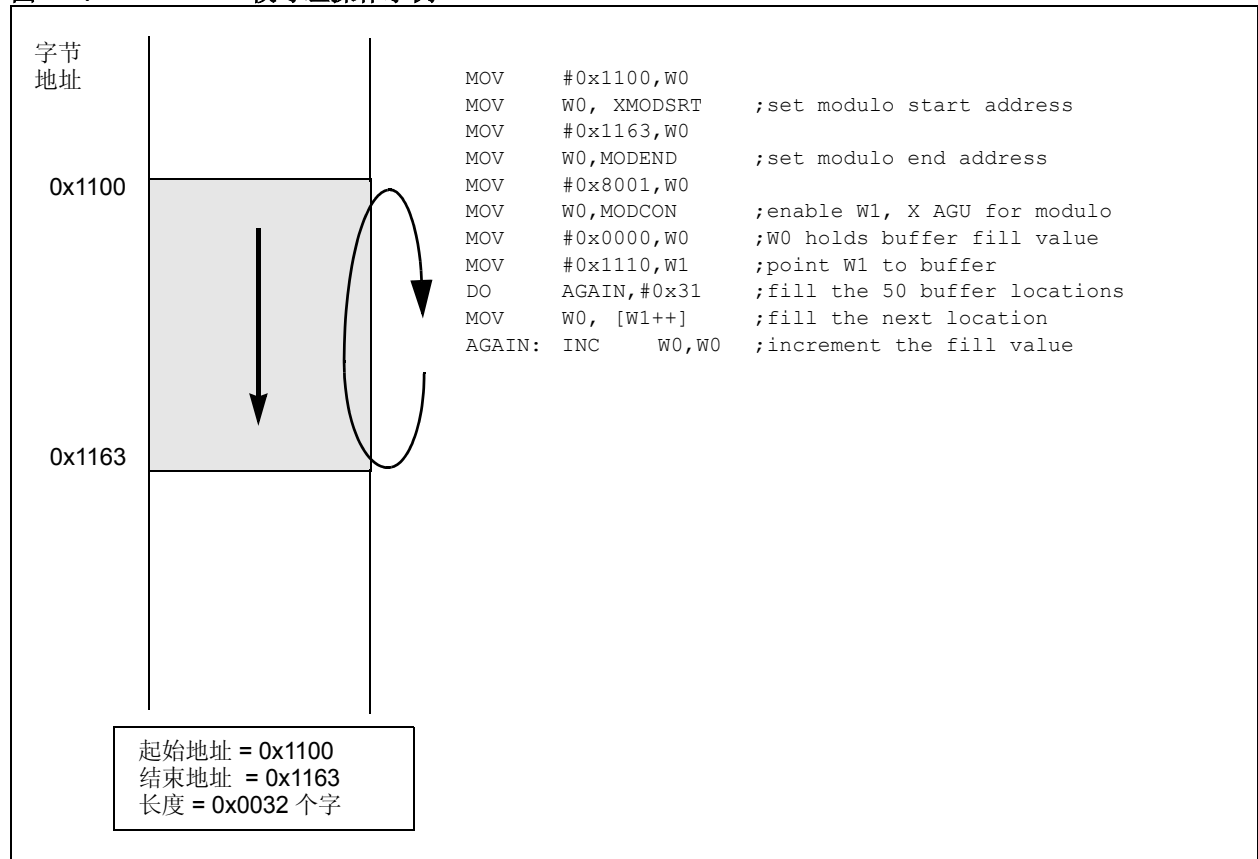 字节
地址
0x1100
0x1163
MOV #0x1100,W0
MOV W0, XMODSRT ;set modulo start address
MOV #0x1163,W0
MOV W0,MODEND ;set modulo end address
MOV #0x8001,W0
MOV W0,MODCON ;enable W1, X AGU for modulo
MOV #0x0000,W0 ;W0 holds buffer fill value
MOV #0x1110,W1 ;point W1 to buffer
DO AGAIN,#0x31 ;fill the 50 buffer locations
MOV W0, [W1++] ;fill the next location
AGAIN: INC W0,W0 ;increment the fill value
起始地址 = 0x1100
结束地址 = 0x1163
长度 = 0x0032 个字